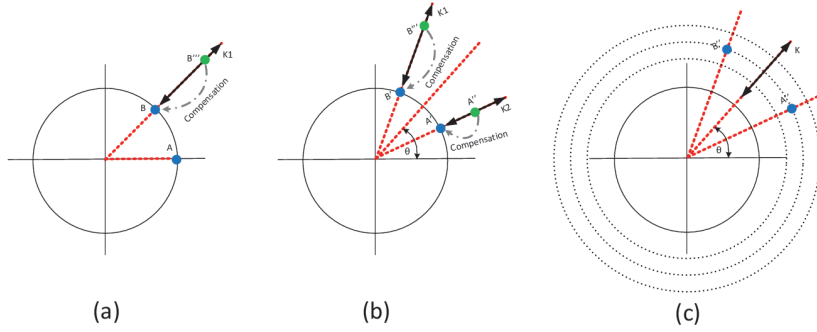 K1
B'''
B
Compensation
A
(a)
K1
B'''
Compensation
B'
A''
K2
A'
Compensation
θ
(b)
B''
K
A''
θ
(c)